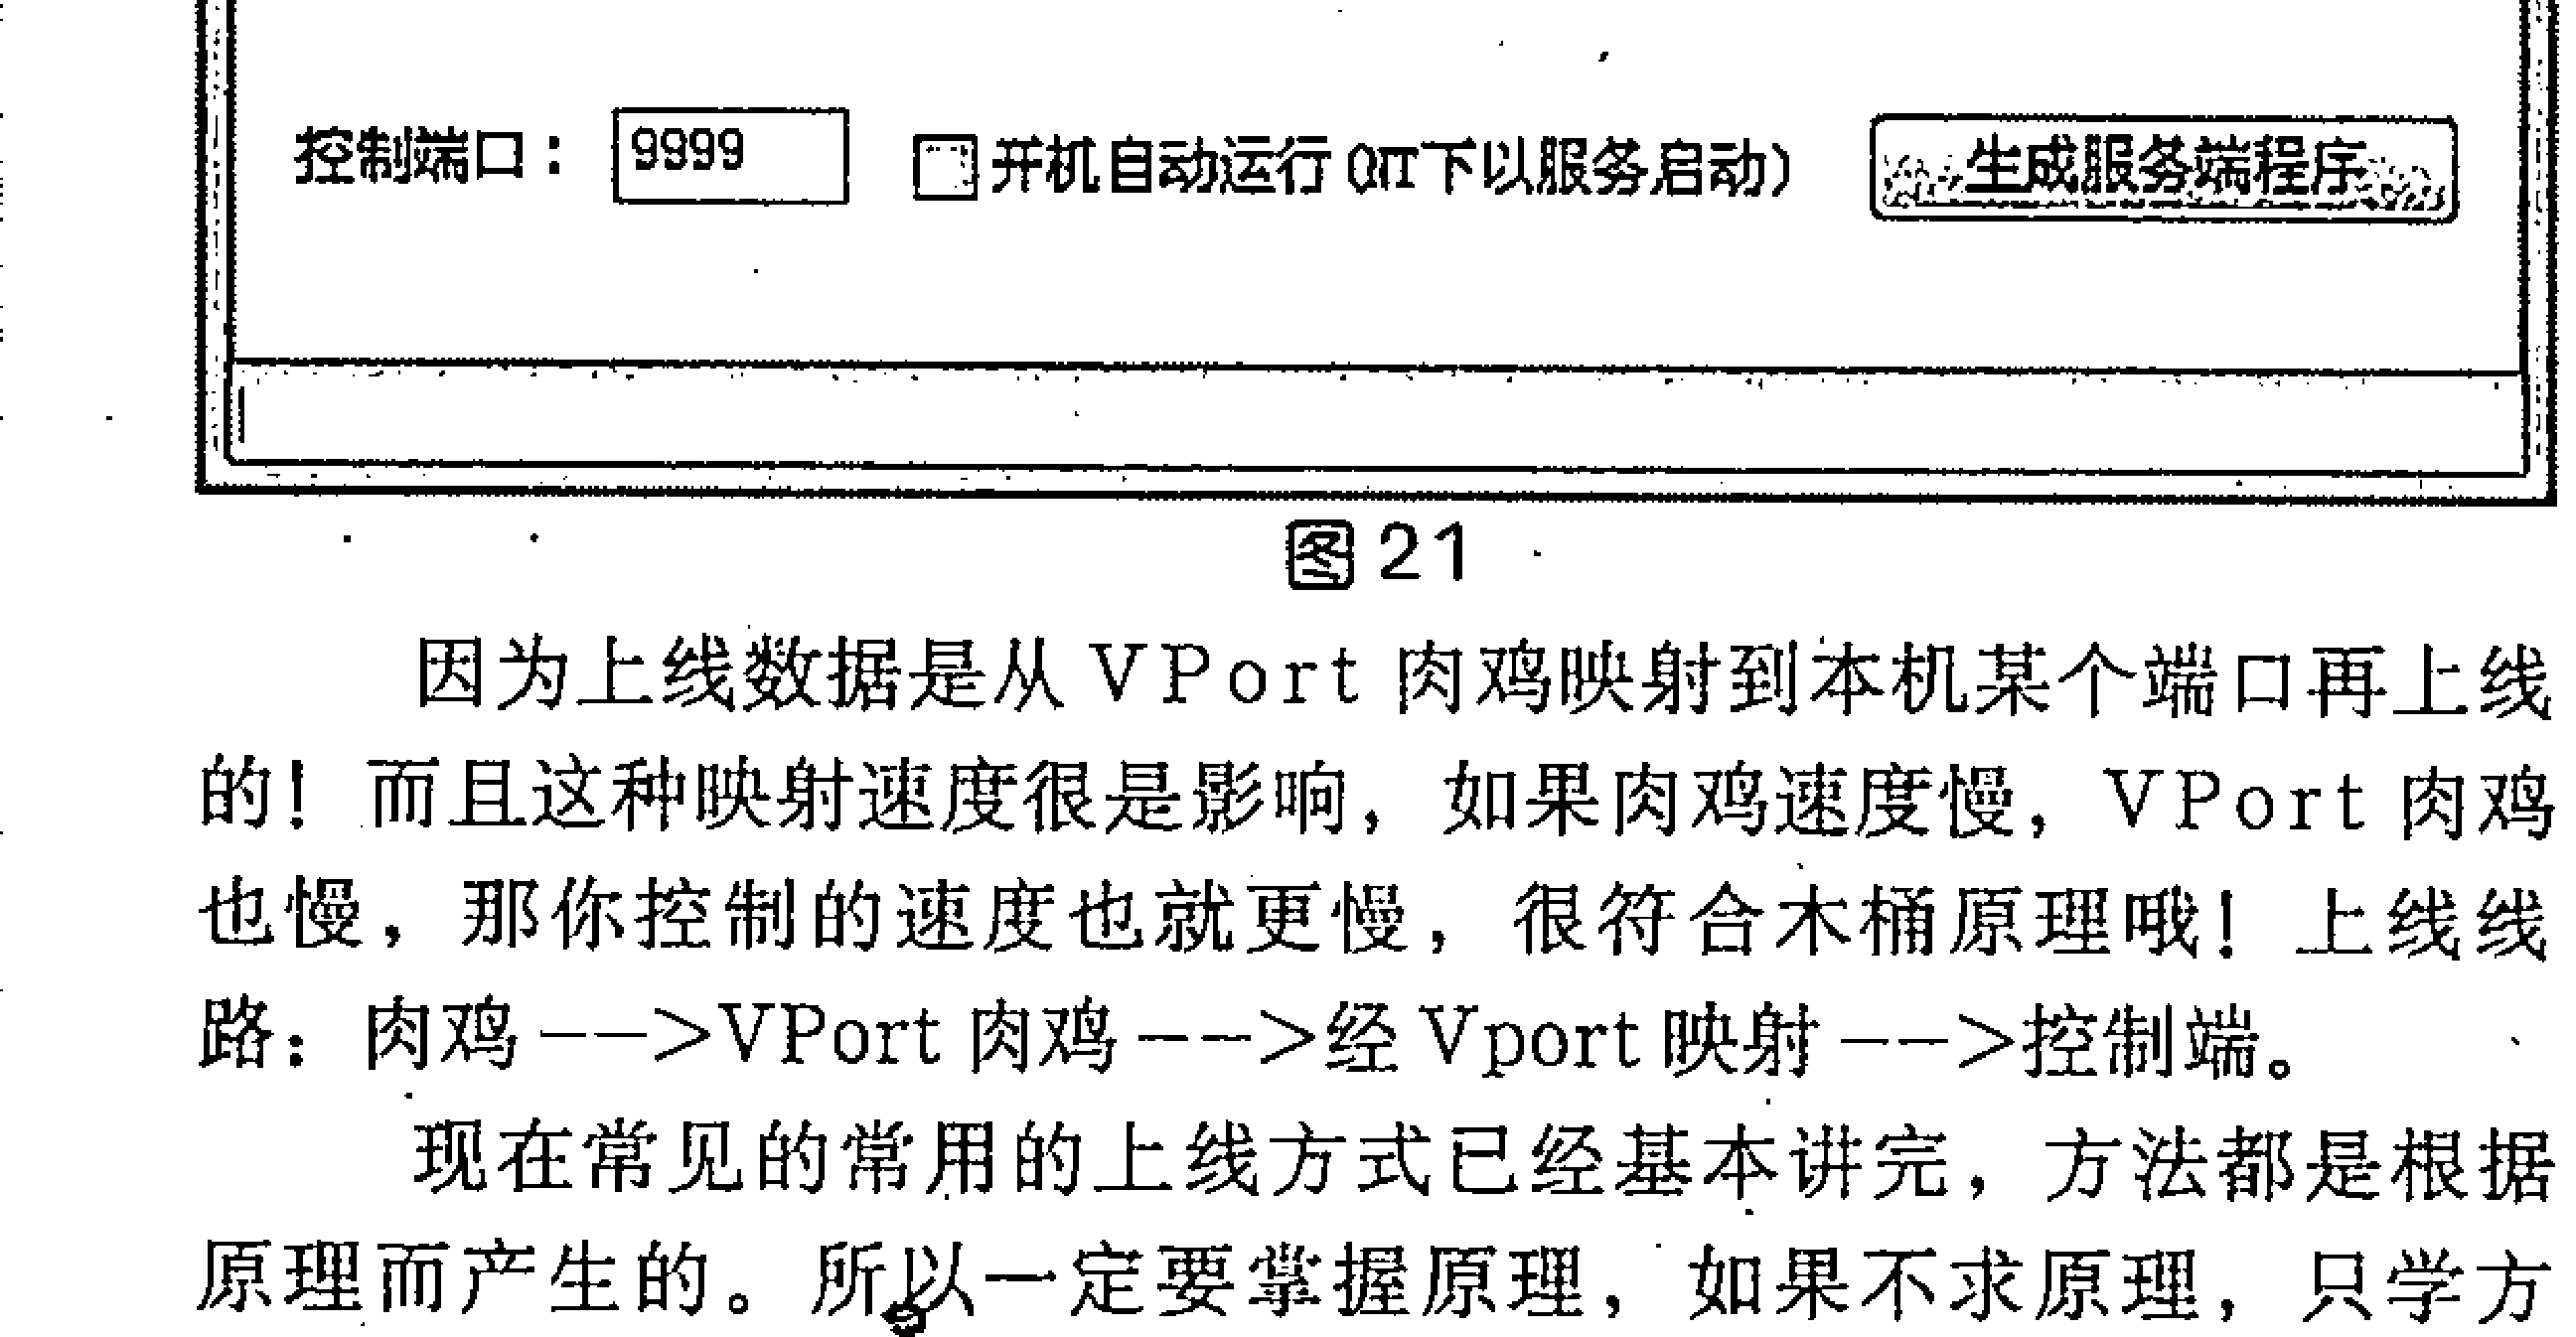 控制端口： 9999 开机自动运行(NT下以服务启动) 生成服务端程序
图21
因为上线数据是从VPort肉鸡映射到本机某个端口再上线
的！而且这种映射速度很是影响，如果肉鸡速度慢，VPort肉鸡
也慢，那你控制的速度也就更慢，很符合木桶原理哦！上线线
路：肉鸡-->VPort肉鸡-->经Vport映射-->控制端。
现在常见的常用的上线方式已经基本讲完，方法都是根据
原理而产生的。所以一定要掌握原理，如果不求原理，只学方